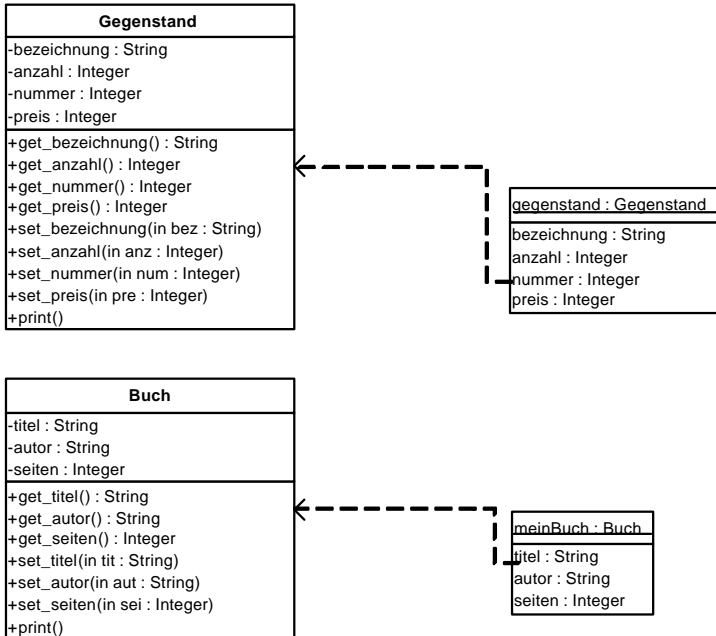 Gegenstand
-bezeichnung : String
-anzahl : Integer
-nummer : Integer
-preis : Integer
+get_bezeichnung() : String
+get_anzahl() : Integer
+get_nummer() : Integer
+get_preis() : Integer
+set_bezeichnung(in bez : String)
+set_anzahl(in anz : Integer)
+set_nummer(in num : Integer)
+set_preis(in pre : Integer)
+print()
gegenstand : Gegenstand
bezeichnung : String
anzahl : Integer
nummer : Integer
preis : Integer
Buch
-titel : String
-autor : String
-seiten : Integer
+get_titel() : String
+get_autor() : String
+get_seiten() : Integer
+set_titel(in tit : String)
+set_autor(in aut : String)
+set_seiten(in sei : Integer)
+print()
meinBuch : Buch
titel : String
autor : String
seiten : Integer